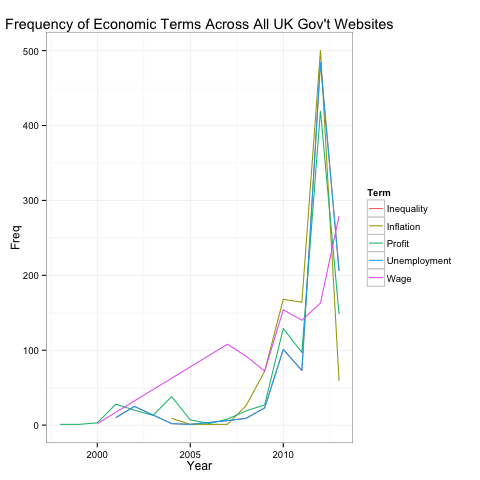 Frequency of Economic Terms Across All UK Gov't Websites
500
400
300
200
100
0
Freq
2000
2005
2010
Year
Term
Inequality
Inflation
Profit
Unemployment
Wage